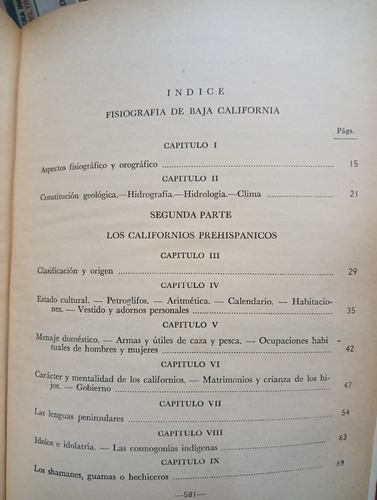 INDICE
FISIOGRAFIA DE BAJA CALIFORNIA
Págs.
CAPITULO I
Aspectos fisiográfico y orográfico 15
CAPITULO II
Constitución geológica.—Hidrografía.—Hidrología.—Clima 21
SEGUNDA PARTE
LOS CALIFORNIOS PREHISPANICOS
CAPITULO III
Clasificación y origen 29
CAPITULO IV
Estado cultural. — Petroglifos. — Aritmética. — Calendario. — Habitacio-
nes. — Vestido y adornos personales 35
CAPITULO V
Menaje doméstico. — Armas y útiles de caza y pesca. — Ocupaciones habi-
tuales de hombres y mujeres 42
CAPITULO VI
Carácter y mentalidad de los californios. — Matrimonios y crianza de los hi-
jos. — Gobierno 47
CAPITULO VII
Las lenguas peninsulares 54
CAPITULO VIII
Idolos e idolatría. — Las cosmogonías indígenas 63
CAPITULO IX
Los shamanes, guamas o hechiceros 68
—581—